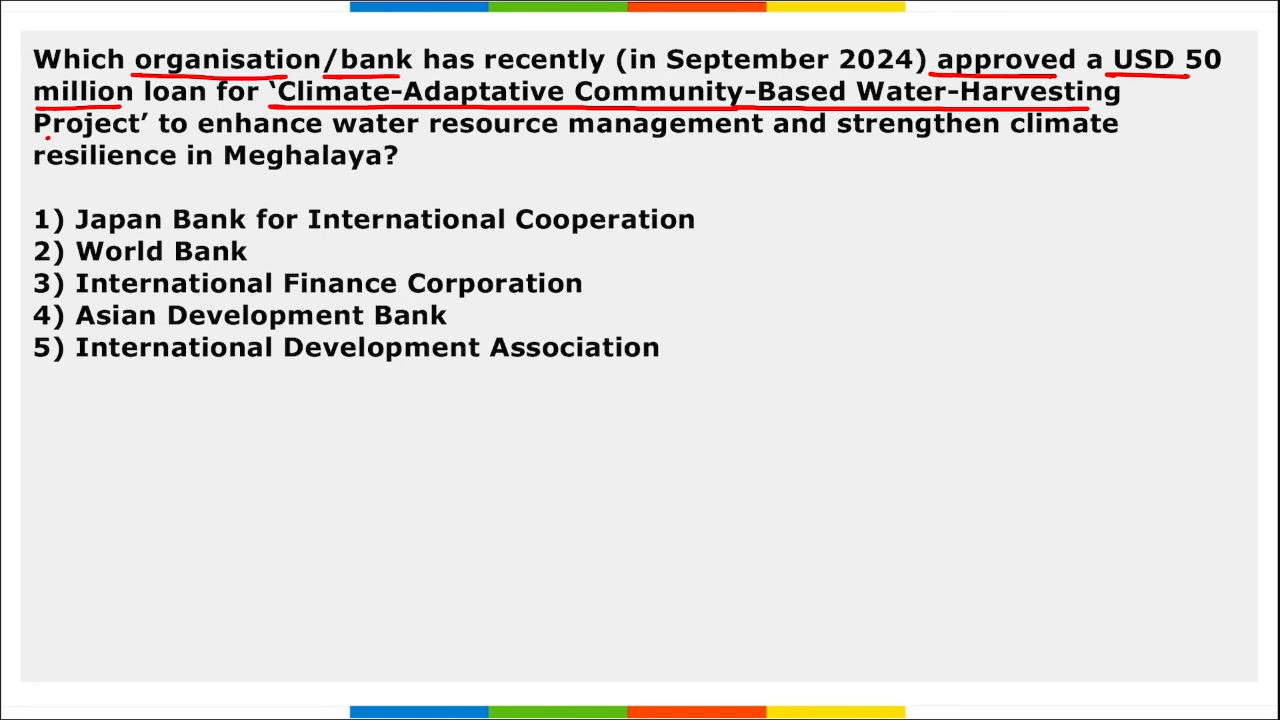 Which organisation/bank has recently (in September 2024) approved a USD 50
million loan for ‘Climate-Adaptative Community-Based Water-Harvesting
Project’ to enhance water resource management and strengthen climate
resilience in Meghalaya?
1) Japan Bank for International Cooperation
2) World Bank
3) International Finance Corporation
4) Asian Development Bank
5) International Development Association